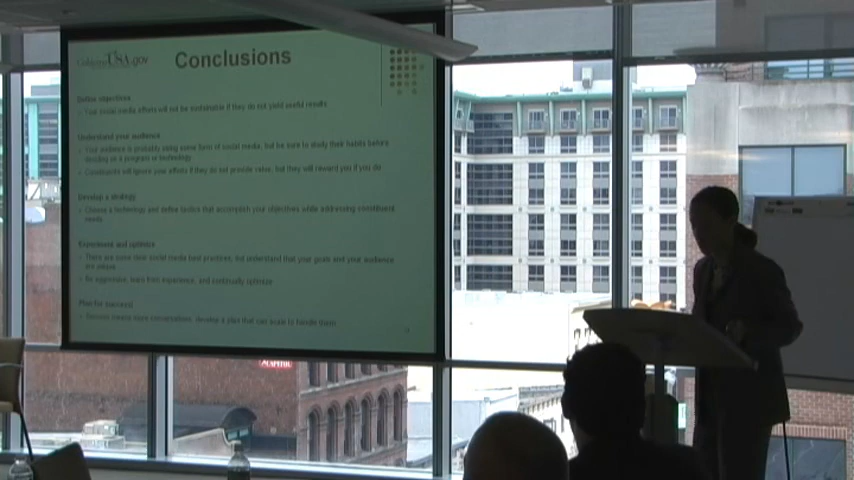 USA.gov
Conclusions
Define objectives
Your social media efforts will not be sustainable if they do not yield useful results
Understand your audience
Your audience is probably using some form of social media, but be sure to study their habits before
deciding on a program or technology
Constituents will ignore your efforts if they do not provide value, but they will reward you if you do
Develop a strategy
Choose a technology and define tactics that accomplish your objectives while addressing constituent
needs
Experiment and optimize
There are some clear social media best practices, but understand that your goals and your audience
are unique
Be aggressive, learn from experience, and continually optimize
Plan for success!
Success means more conversations, develop a plan that can scale to handle them